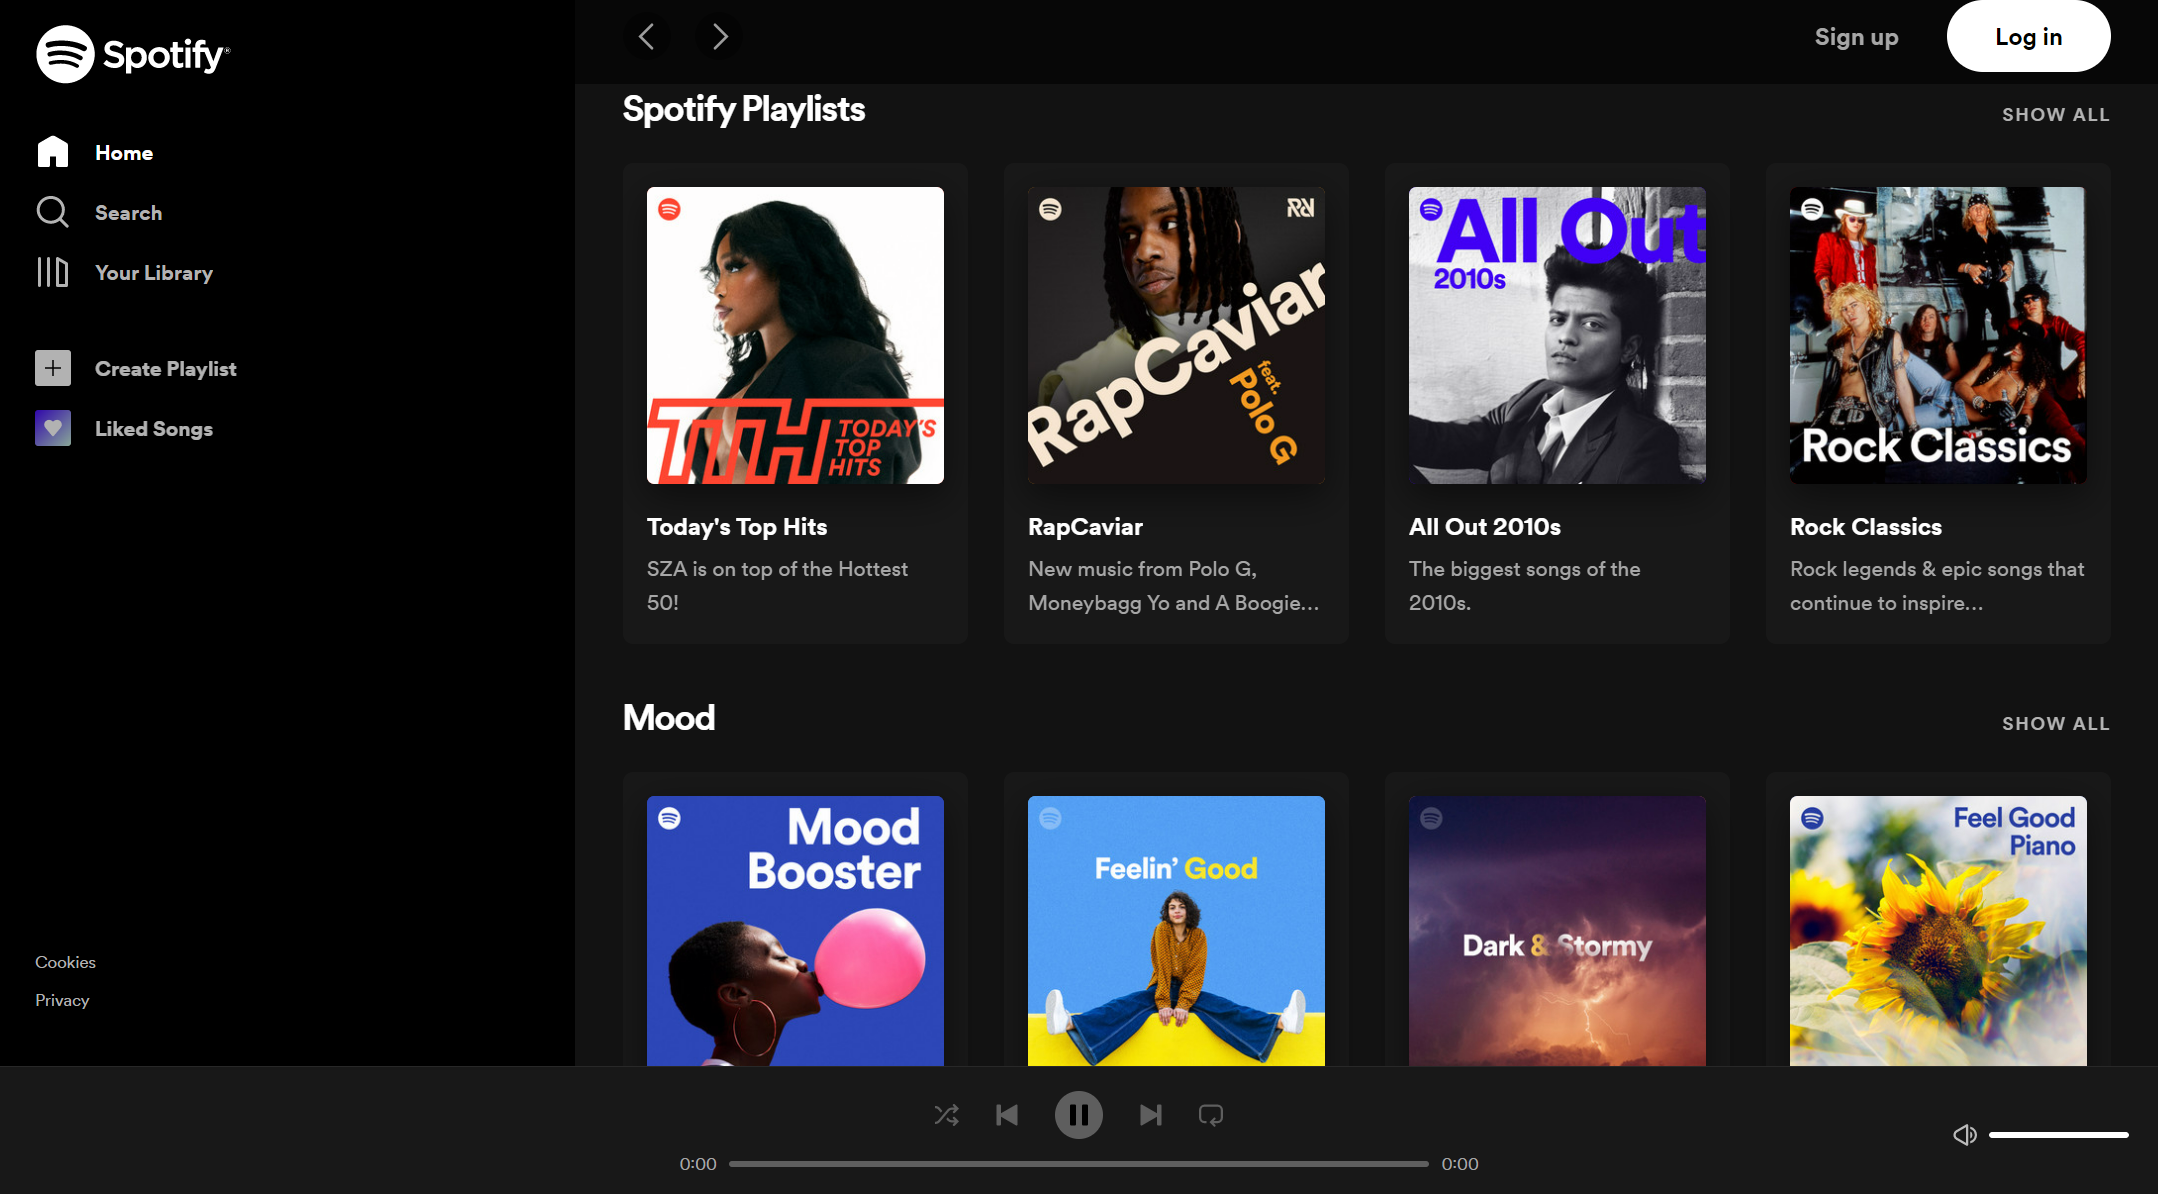 Spotify
Home
Search
Your Library
Create Playlist
Liked Songs
Cookies
Privacy
Sign up
Log in
Spotify Playlists
SHOW ALL
TTH TODAY'S
TOP
HITS
Today's Top Hits
SZA is on top of the Hottest
50!
RapCaviar
feat.
Polo G
RapCaviar
New music from Polo G,
Moneybagg Yo and A Boogie...
All Out
2010s
All Out 2010s
The biggest songs of the
2010s.
Rock Classics
Rock Classics
Rock legends & epic songs that
continue to inspire...
Mood
SHOW ALL
Mood
Booster
Feelin' Good
Dark & Stormy
Feel Good
Piano
0:00
0:00